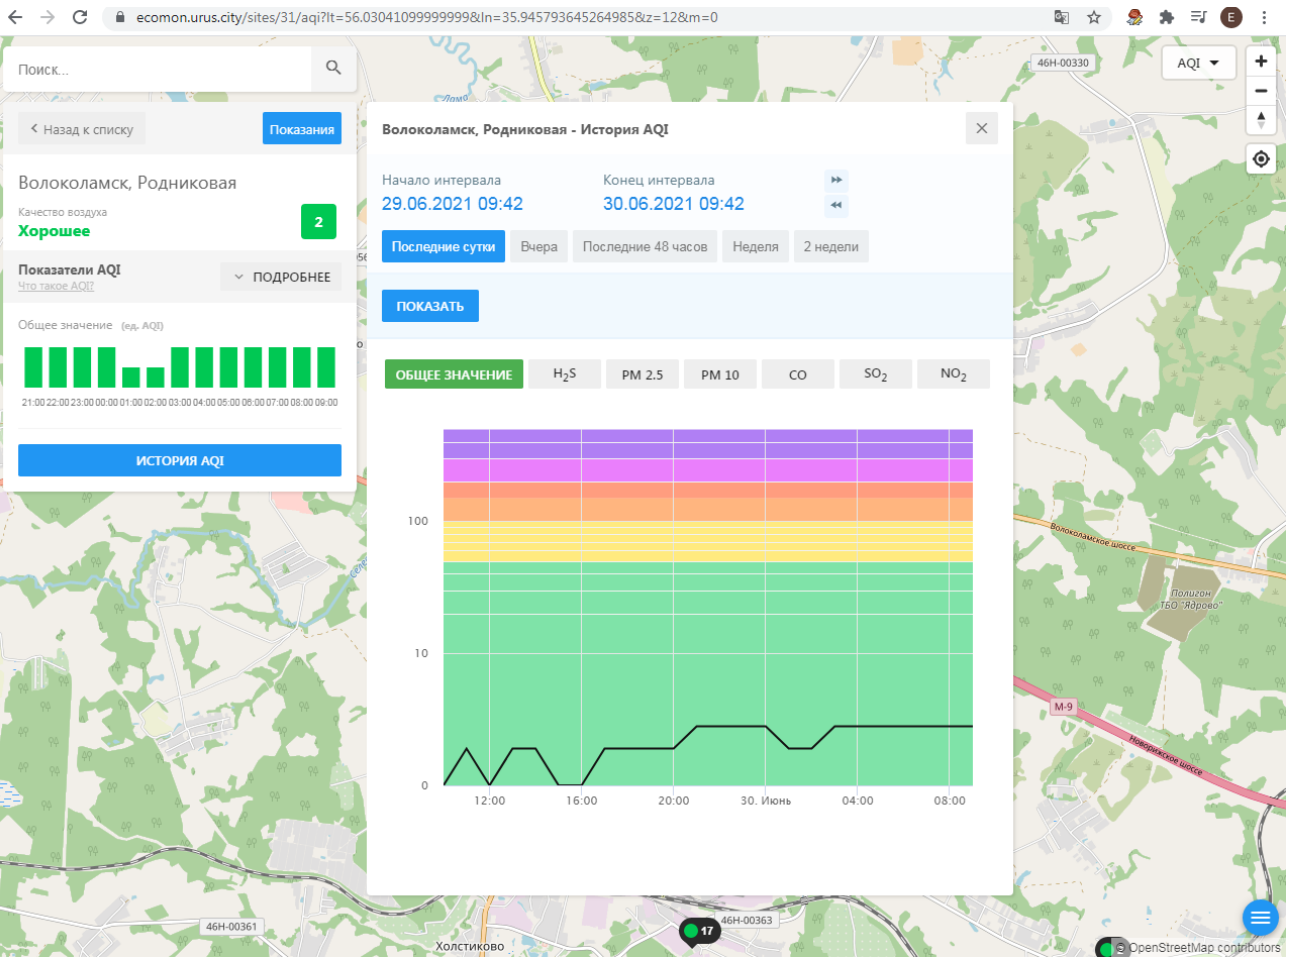 ecomon.urus.city/sites/31/aqi?lt=56.03041099999999&ln=35.945793645264985&z=12&m=0
E
Поиск...
46Н-00330
AQI
Назад к списку
Показания
Волоколамск, Родниковая - История AQI
Волоколамск, Родниковая
Качество воздуха
Хорошее
2
Начало интервала
Конец интервала
29.06.2021 09:42
30.06.2021 09:42
Последние сутки
Вчера
Последние 48 часов
Неделя
2 недели
Показатели AQI
Что такое AQI?
ПОДРОБНЕЕ
ПОКАЗАТЬ
Общее значение (ед. AQI)
21:00 22:00 23:00 00:00 01:00 02:00 03:00 04:00 05:00 06:00 07:00 08:00 09:00
ИСТОРИЯ AQI
ОБЩЕЕ ЗНАЧЕНИЕ
H₂S
PM 2.5
PM 10
CO
SO₂
NO₂
100
10
0
12:00
16:00
20:00
30. Июнь
04:00
08:00
Волоколамское шоссе
Полигон
ТБО "Ядрово"
М-9
Новорижское шоссе
Лама
46Н-00361
46Н-00363
17
Холстиково
© OpenStreetMap contributors